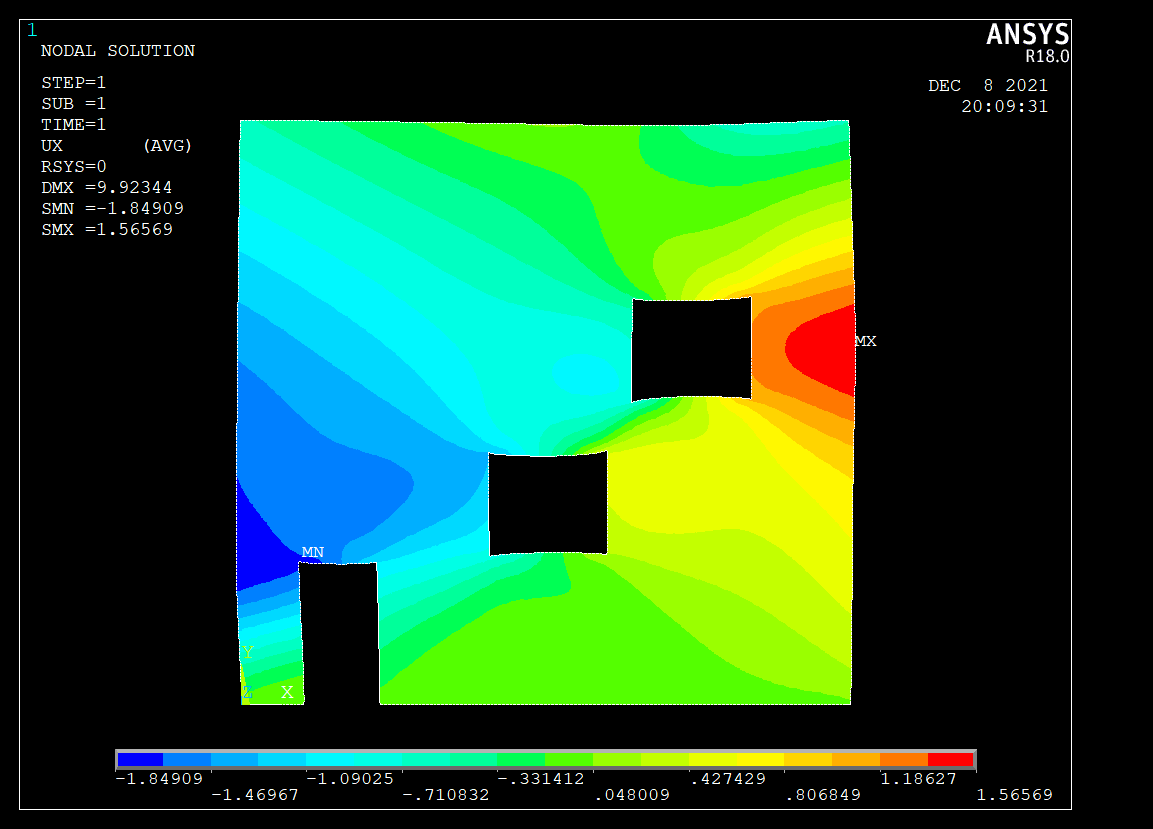 1
ANSYS
R18.0
NODAL SOLUTION
STEP=1
SUB =1
TIME=1
UX (AVG)
RSYS=0
DMX =9.92344
SMN =-1.84909
SMX =1.56569
DEC 8 2021
20:09:31
MX
MN
Y
Z X
-1.84909 -1.09025 -.331412 .427429 1.18627
-1.46967 -.710832 .048009 .806849 1.56569